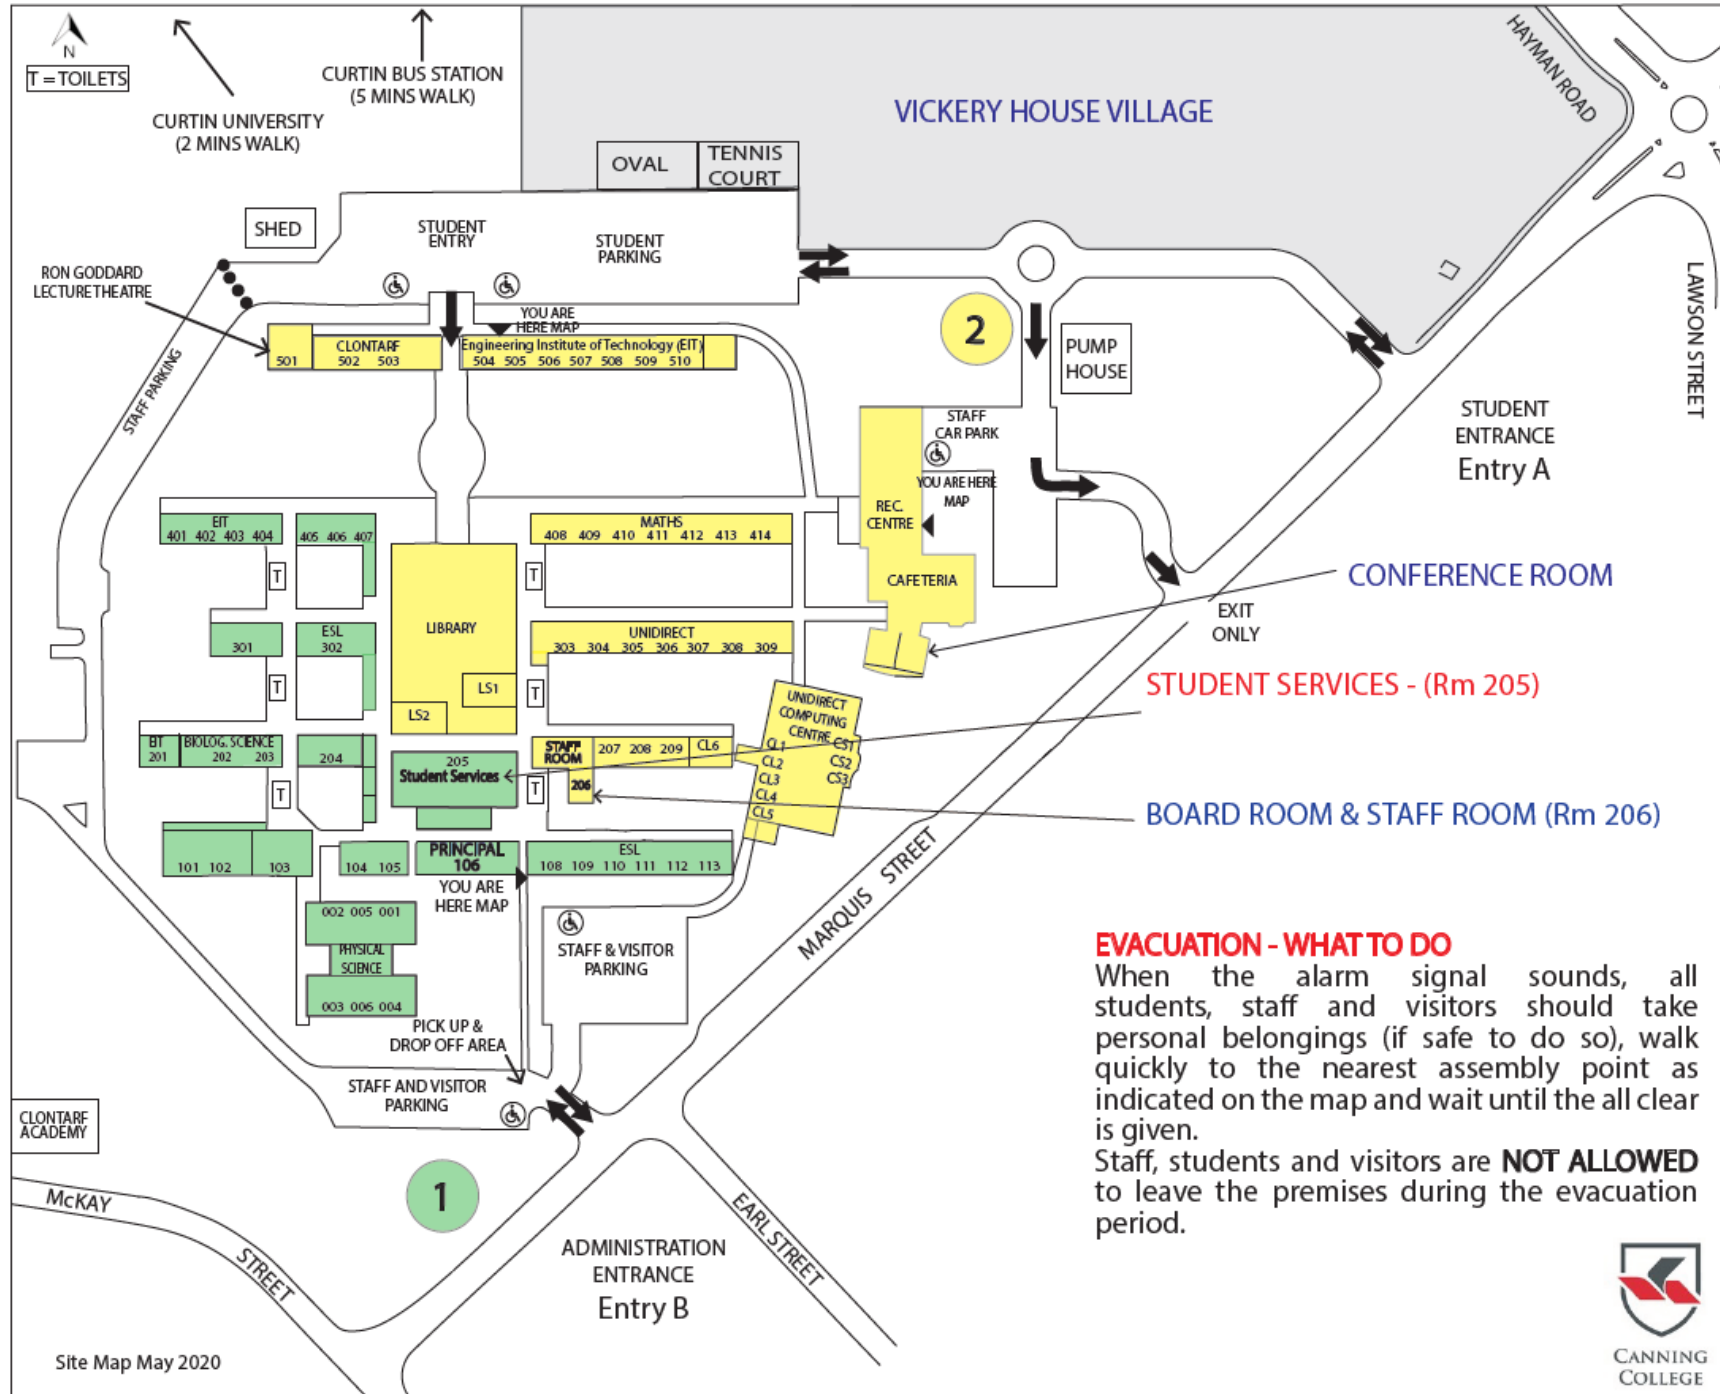 N
T = TOILETS
CURTIN UNIVERSITY
(2 MINS WALK)
CURTIN BUS STATION
(5 MINS WALK)
VICKERY HOUSE VILLAGE
HAYMAN ROAD
OVAL
TENNIS
COURT
SHED
STUDENT
ENTRY
STUDENT
PARKING
RON GODDARD
LECTURE THEATRE
LAWSON STREET
YOU ARE
HERE MAP
2
PUMP
HOUSE
501
CLONTARF
502 503
Engineering Institute of Technology (EIT)
504 505 506 507 508 509 510
STAFF PARKING
STAFF
CAR PARK
STUDENT
ENTRANCE
Entry A
YOU ARE HERE
MAP
REC.
CENTRE
EIT
401 402 403 404
405 406 407
MATHS
408 409 410 411 412 413 414
T
T
CAFETERIA
CONFERENCE ROOM
EXIT
ONLY
301
ESL
302
LIBRARY
UNIDIRECT
303 304 305 306 307 308 309
T
T
LS1
LS2
STUDENT SERVICES - (Rm 205)
UNIDIRECT
COMPUTING
CENTRE
CL1
CL2
CL3
CL4
CL5
CS1
CS2
CS3
EIT
201
BIOLOG. SCIENCE
202 203
204
205
Student Services
STAFF
ROOM
207 208 209
CL6
206
T
T
BOARD ROOM & STAFF ROOM (Rm 206)
101 102
103
104 105
PRINCIPAL
106
ESL
108 109 110 111 112 113
YOU ARE
HERE MAP
MARQUIS STREET
002 005 001
PHYSICAL
SCIENCE
003 006 004
STAFF & VISITOR
PARKING
EVACUATION - WHAT TO DO
When the alarm signal sounds, all
students, staff and visitors should take
personal belongings (if safe to do so), walk
quickly to the nearest assembly point as
indicated on the map and wait until the all clear
is given.
Staff, students and visitors are NOT ALLOWED
to leave the premises during the evacuation
period.
PICK UP &
DROP OFF AREA
STAFF AND VISITOR
PARKING
CLONTARF
ACADEMY
1
McKAY
STREET
EARL STREET
ADMINISTRATION
ENTRANCE
Entry B
Site Map May 2020
CANNING
COLLEGE